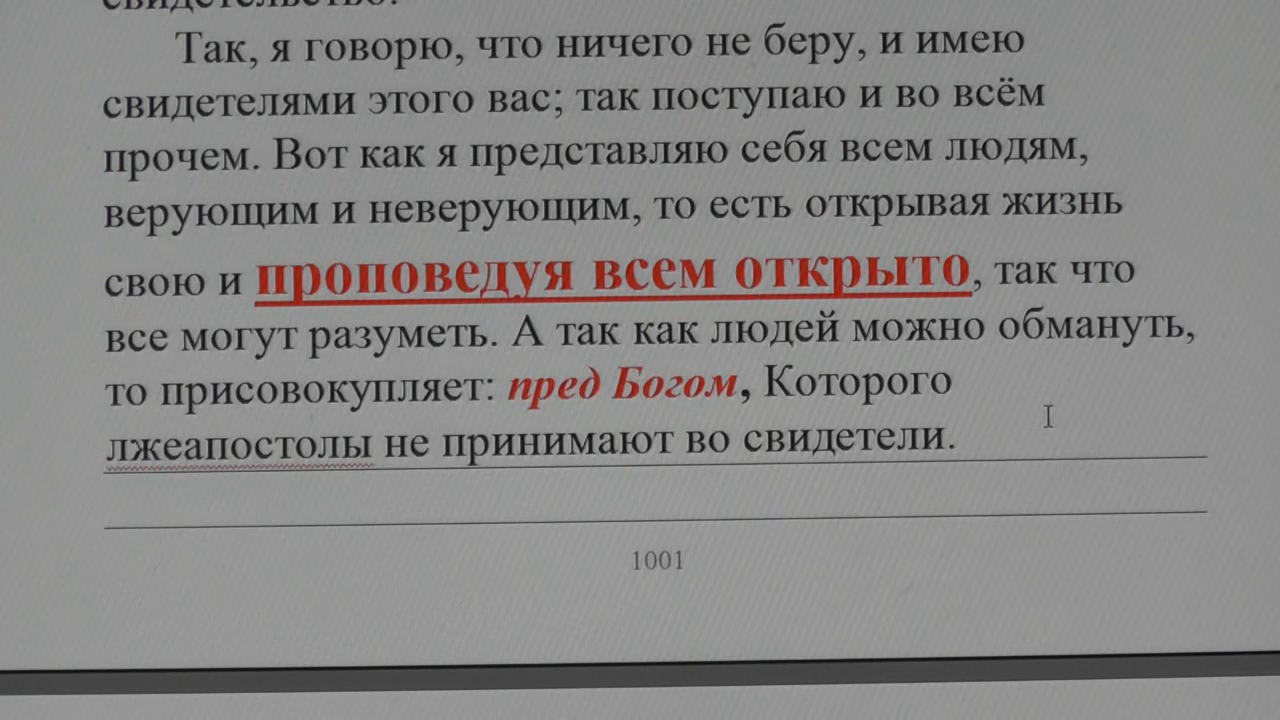 свидетельство.
Так, я говорю, что ничего не беру, и имею
свидетелями этого вас; так поступаю и во всём
прочем. Вот как я представляю себя всем людям,
верующим и неверующим, то есть открывая жизнь
свою и проповедуя всем открыто, так что
все могут разуметь. А так как людей можно обмануть,
то присовокупляет: пред Богом, Которого
лжеапостолы не принимают во свидетели.
1001